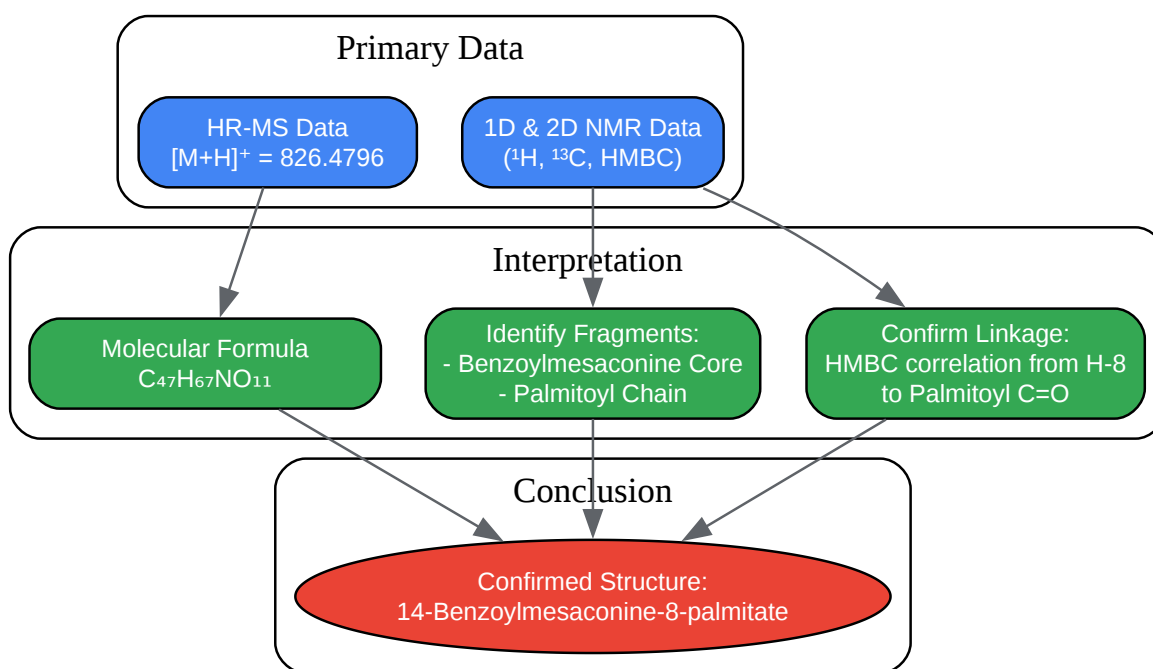 Primary Data
HR-MS Data
[M+H]⁺ = 826.4796
1D & 2D NMR Data
(¹H, ¹³C, HMBC)
Interpretation
Molecular Formula
C₄₇H₆₇NO₁₁
Identify Fragments:
- Benzoylmesaconine Core
- Palmitoyl Chain
Confirm Linkage:
HMBC correlation from H-8
to Palmitoyl C=O
Conclusion
Confirmed Structure:
14-Benzoylmesaconine-8-palmitate